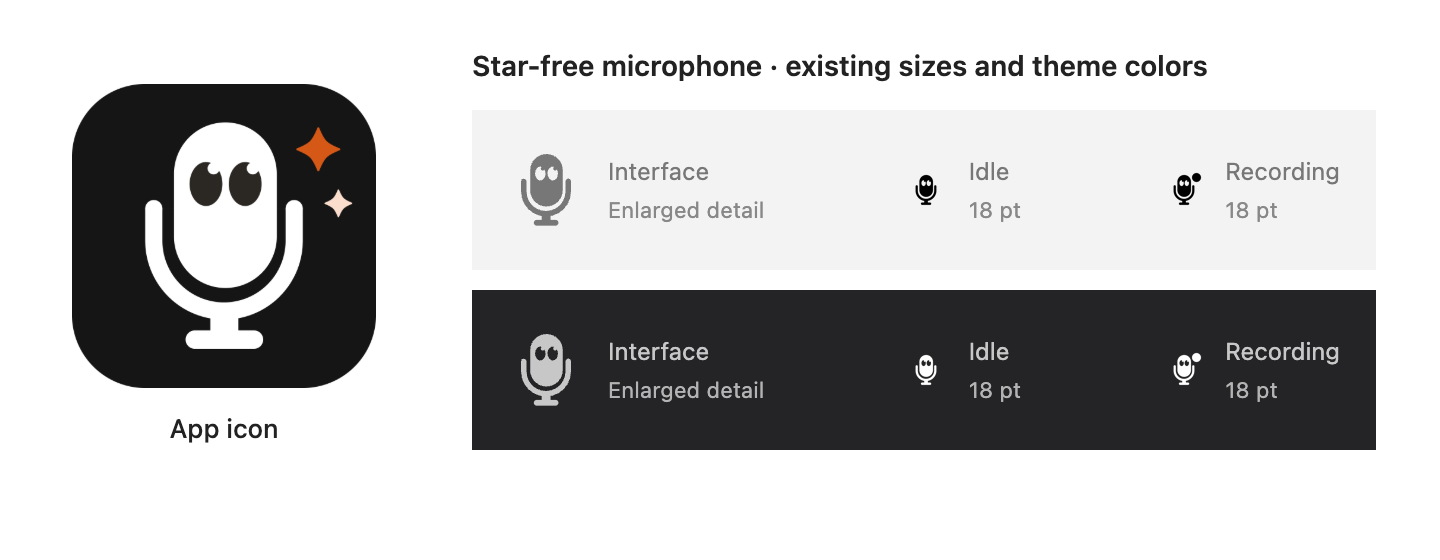 Star-free microphone · existing sizes and theme colors
Interface
Enlarged detail
Idle
18 pt
Recording
18 pt
Interface
Enlarged detail
Idle
18 pt
Recording
18 pt
App icon